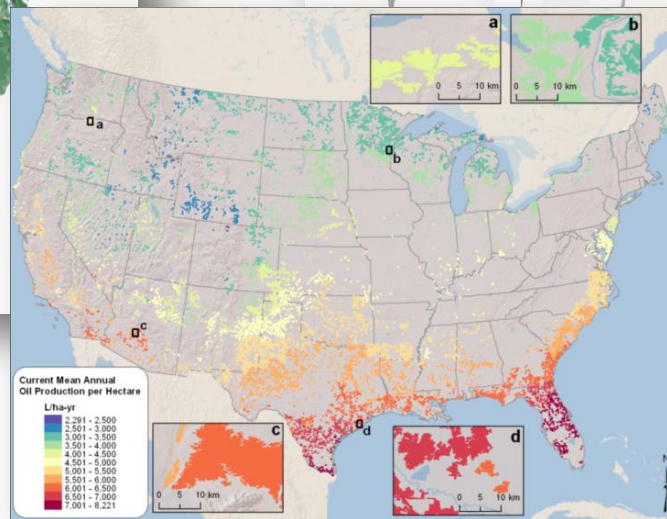 a
b
0 5 10 km
0 5 10 km
a
b
c
d
Current Mean Annual
Oil Production per Hectare
L/ha-yr
2,291 - 2,500
2,501 - 3,000
3,001 - 3,500
3,501 - 4,000
4,001 - 4,500
4,501 - 5,000
5,001 - 5,500
5,501 - 6,000
6,001 - 6,500
6,501 - 7,000
7,001 - 8,221
c
0 5 10 km
d
0 5 10 km